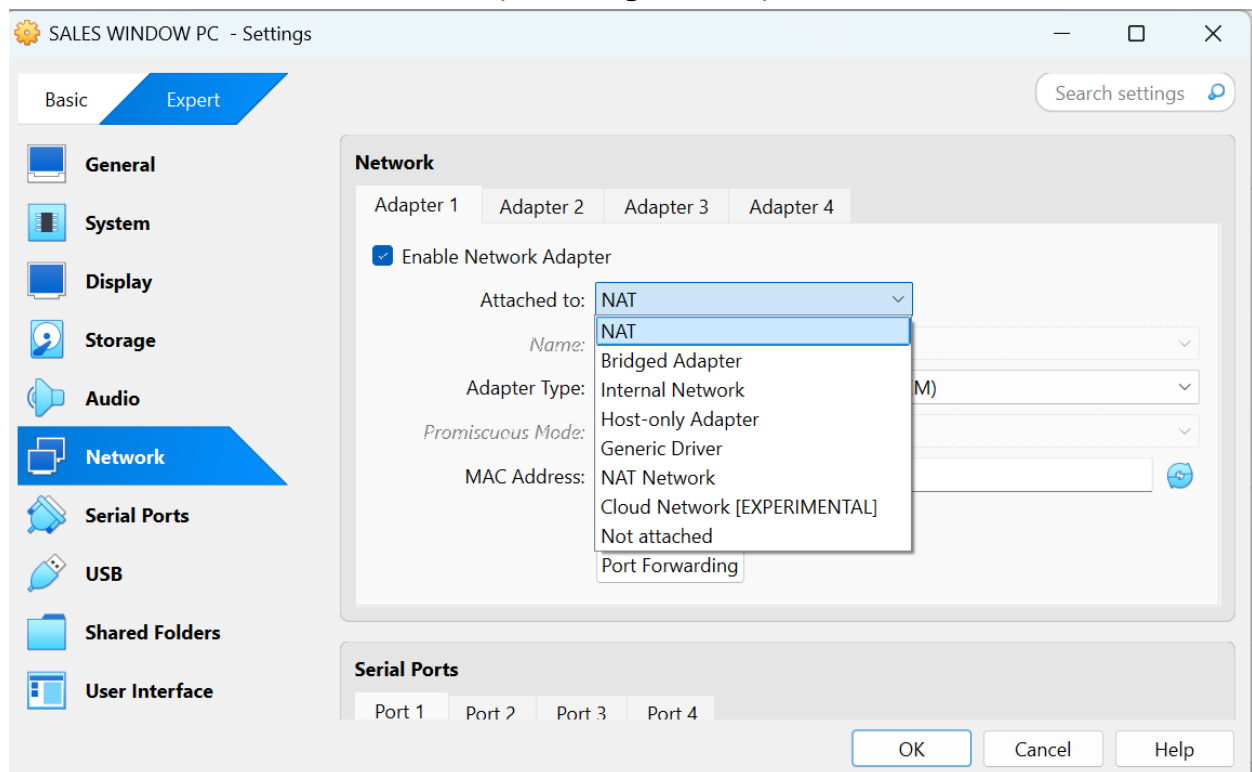 SALES WINDOW PC - Settings
Basic
Expert
Search settings
General
System
Display
Storage
Audio
Network
Serial Ports
USB
Shared Folders
User Interface
Network
Adapter 1 Adapter 2 Adapter 3 Adapter 4
Enable Network Adapter
Attached to: NAT
NAT
Name:
Bridged Adapter
Adapter Type: M)
Internal Network
Host-only Adapter
Promiscuous Mode:
Generic Driver
MAC Address:
NAT Network
Cloud Network [EXPERIMENTAL]
Not attached
Port Forwarding
Serial Ports
Port 1 Port 2 Port 3 Port 4
OK Cancel Help